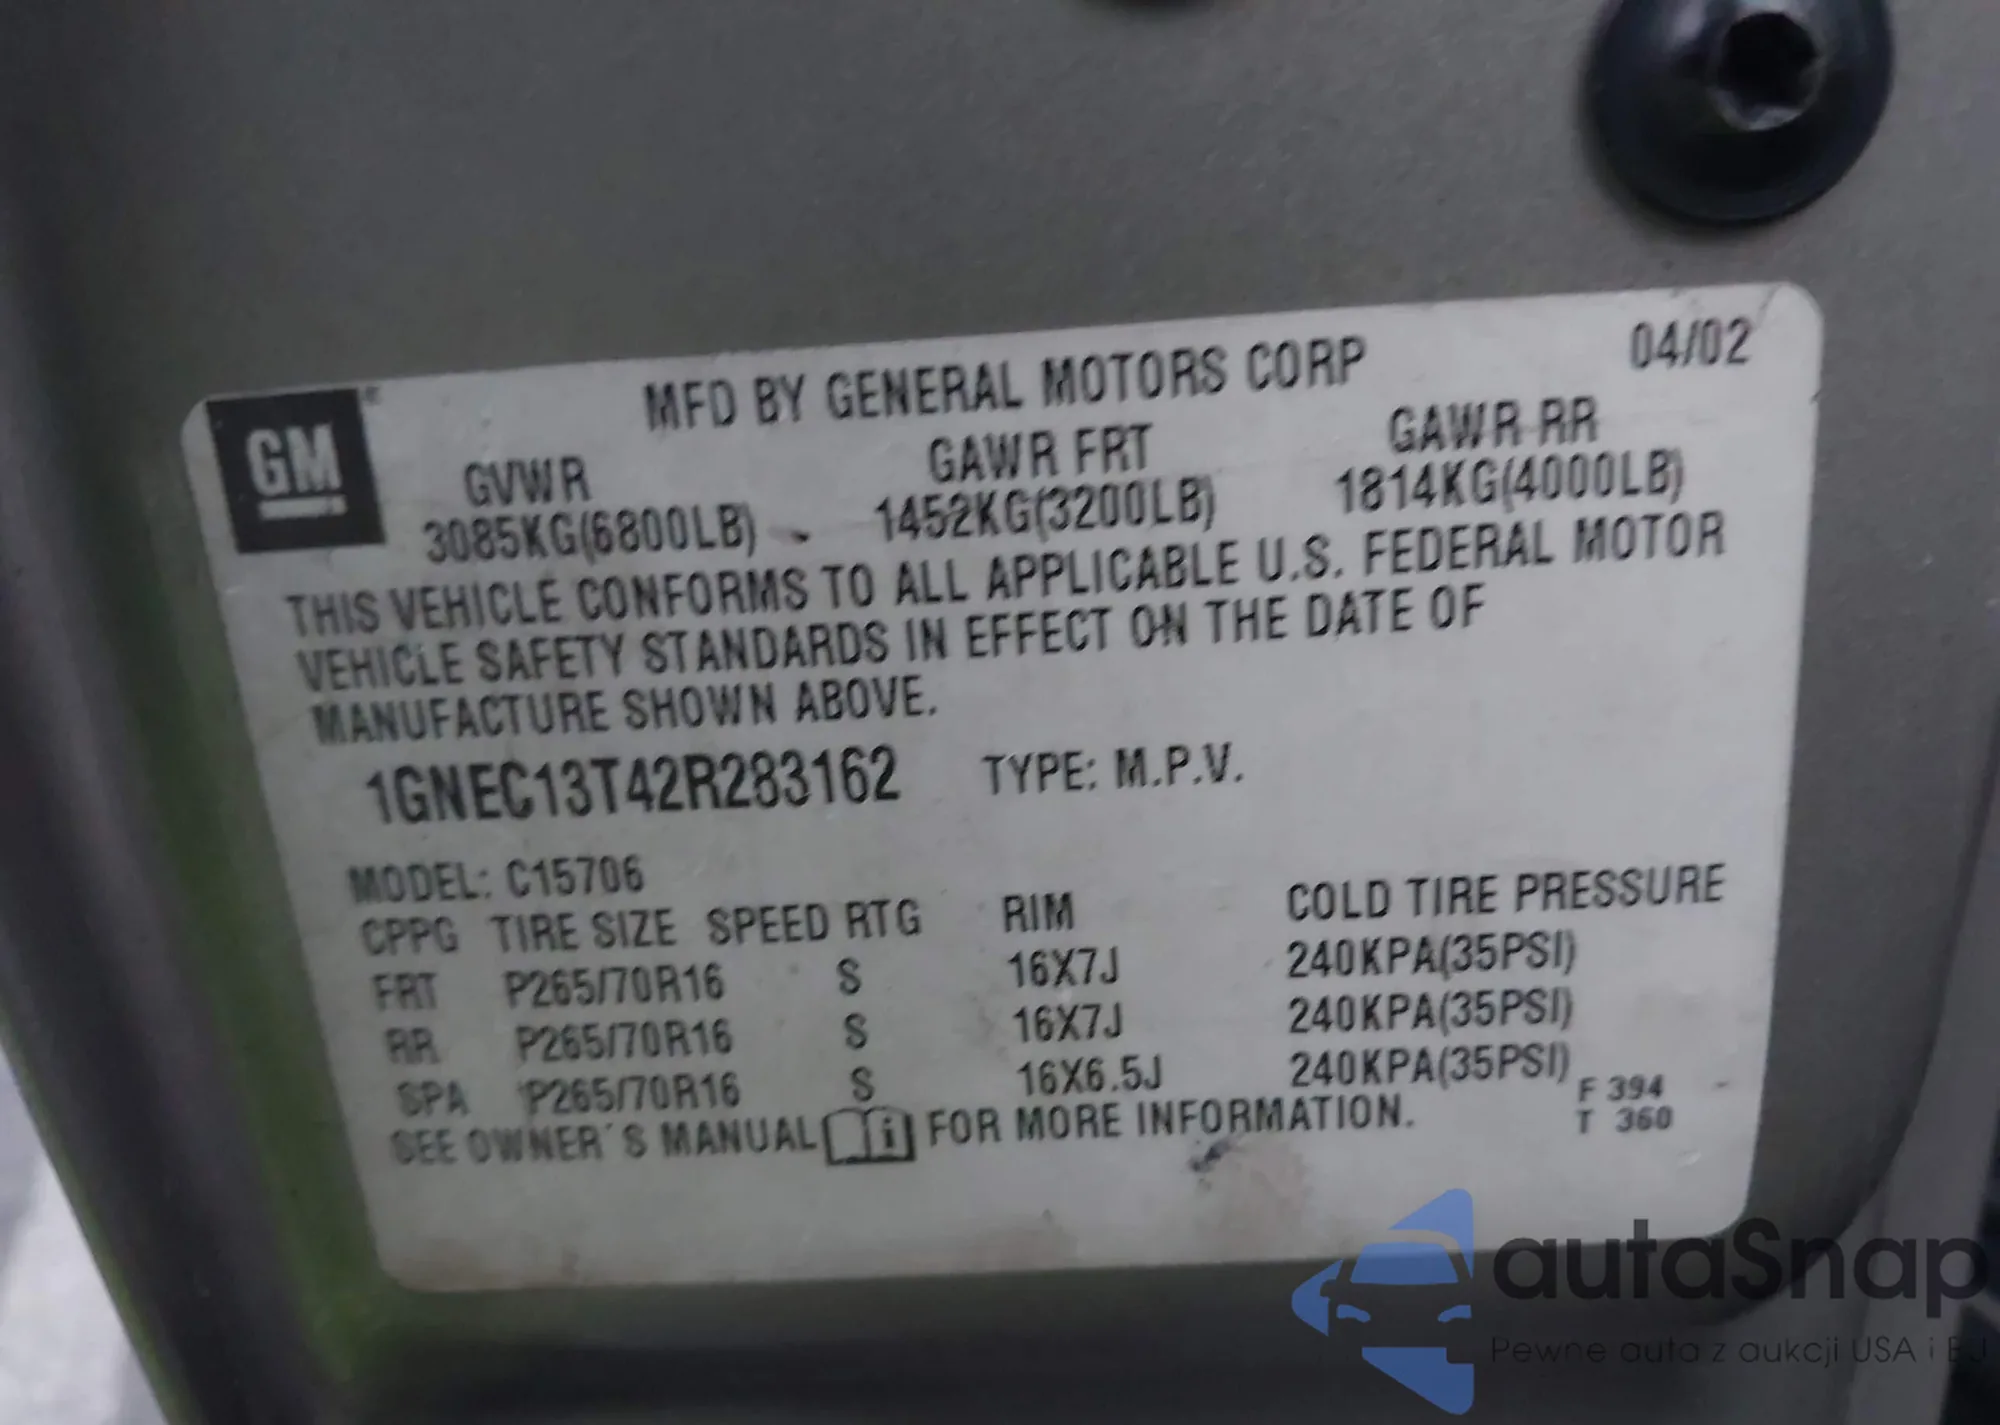 MFD BY GENERAL MOTORS CORP 04/02
GM
GVWR GAWR FRT GAWR RR
3085KG(6800LB) 1452KG(3200LB) 1814KG(4000LB)
THIS VEHICLE CONFORMS TO ALL APPLICABLE U.S. FEDERAL MOTOR
VEHICLE SAFETY STANDARDS IN EFFECT ON THE DATE OF
MANUFACTURE SHOWN ABOVE.
1GNEC13T42R283162 TYPE: M.P.V.
MODEL: C15706
CPPG TIRE SIZE SPEED RTG RIM COLD TIRE PRESSURE
FRT P265/70R16 S 16X7J 240KPA(35PSI)
RR P265/70R16 S 16X7J 240KPA(35PSI)
SPA P265/70R16 S 16X6.5J 240KPA(35PSI)
F 394
T 360
SEE OWNER'S MANUAL i FOR MORE INFORMATION.
autaSnap
Pewne auta z aukcji USA i EU